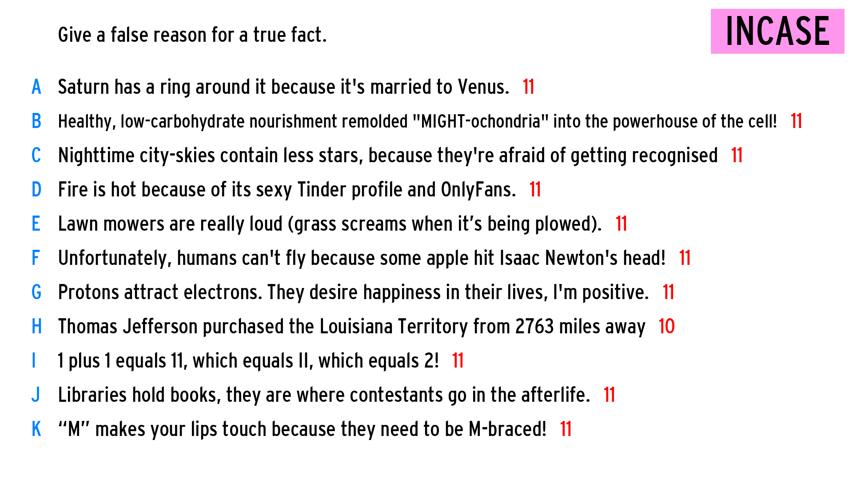 Give a false reason for a true fact.
INCASE
A Saturn has a ring around it because it's married to Venus. 11
B Healthy, low-carbohydrate nourishment remolded "MIGHT-ochondria" into the powerhouse of the cell! 11
C Nighttime city-skies contain less stars, because they're afraid of getting recognised 11
D Fire is hot because of its sexy Tinder profile and OnlyFans. 11
E Lawn mowers are really loud (grass screams when it’s being plowed). 11
F Unfortunately, humans can't fly because some apple hit Isaac Newton's head! 11
G Protons attract electrons. They desire happiness in their lives, I'm positive. 11
H Thomas Jefferson purchased the Louisiana Territory from 2763 miles away 10
I 1 plus 1 equals 11, which equals II, which equals 2! 11
J Libraries hold books, they are where contestants go in the afterlife. 11
K “M” makes your lips touch because they need to be M-braced! 11